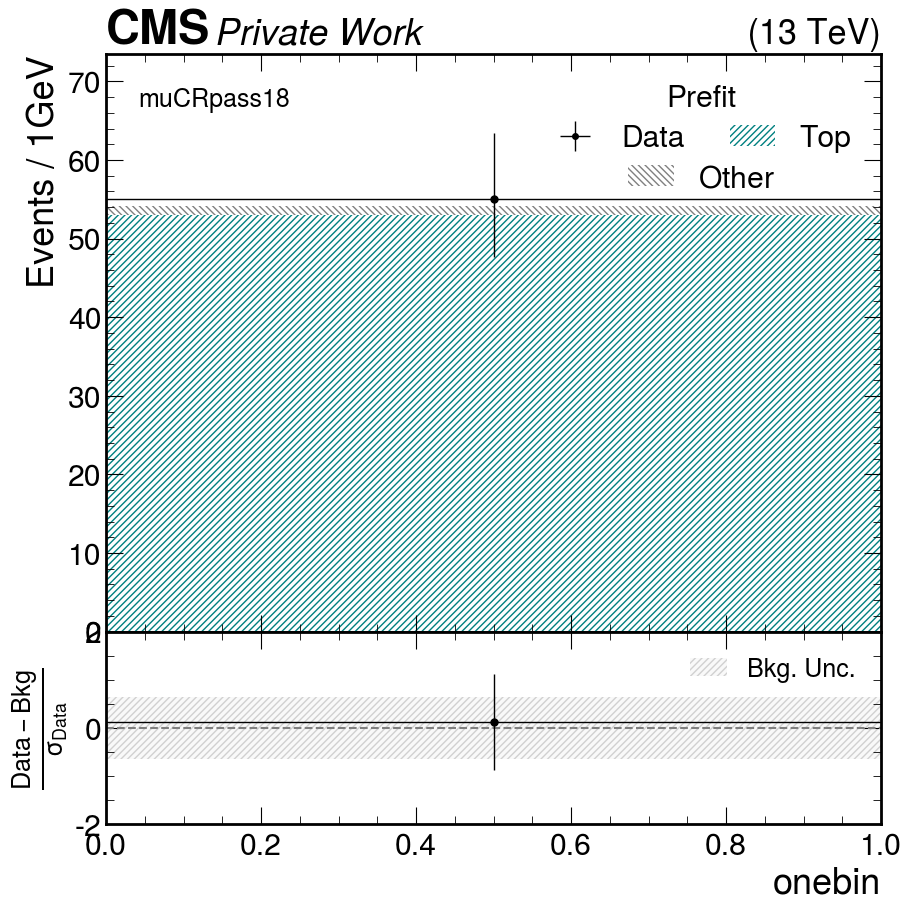 CMS Private Work (13 TeV)
Events / 1GeV
muCRpass18
Prefit
Data
Top
Other
70
60
50
40
30
20
10
0
2
0
-2
Bkg. Unc.
Data – Bkg
σData
0.0 0.2 0.4 0.6 0.8 1.0
onebin